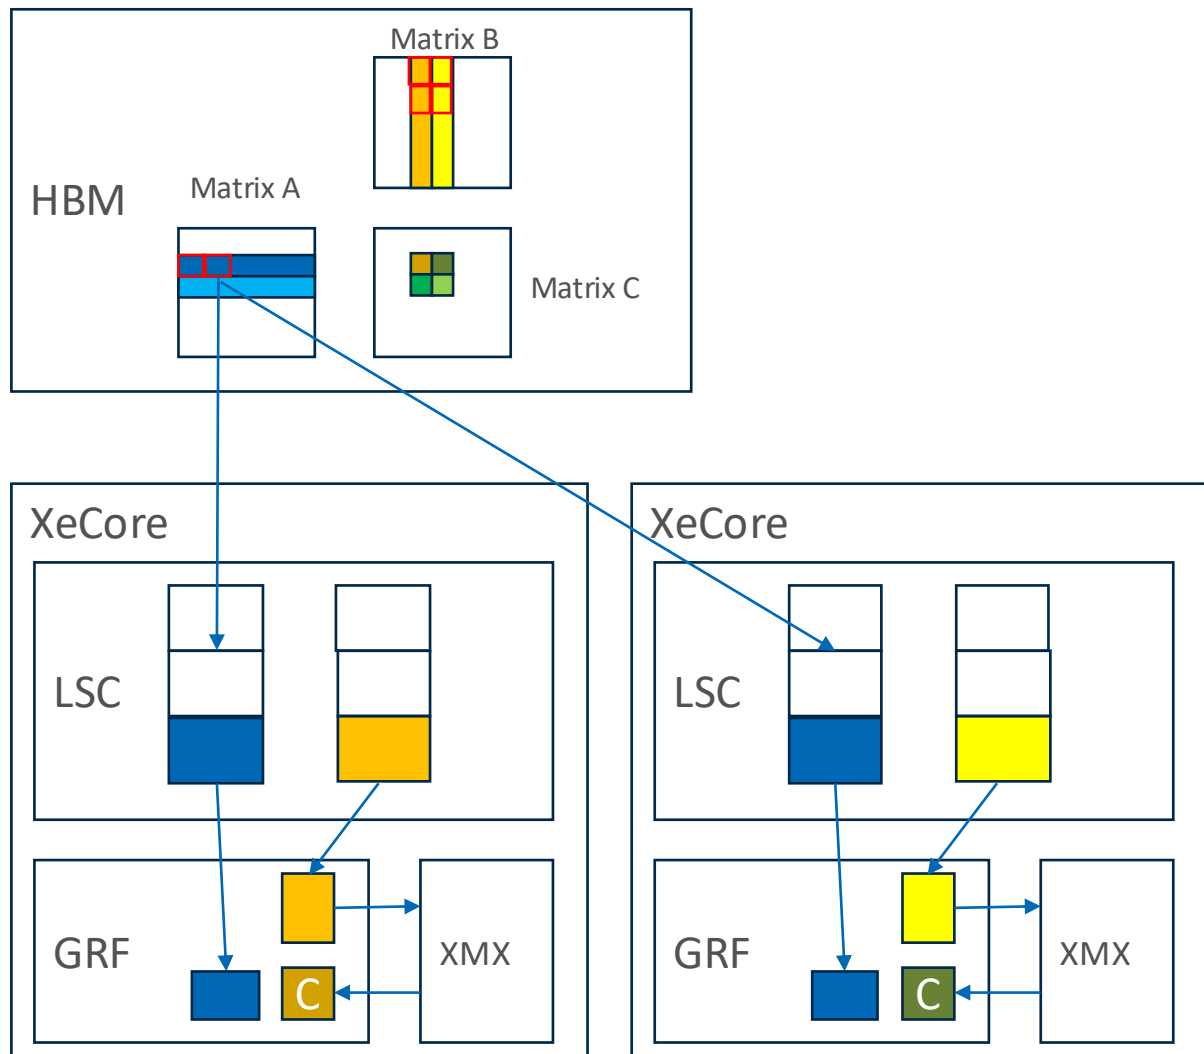 Matrix B
HBM
Matrix A
Matrix C
XeCore
LSC
GRF
C
XMX
XeCore
LSC
GRF
C
XMX